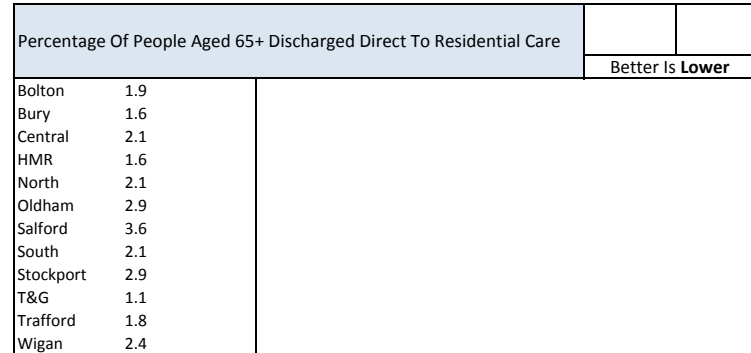 Percentage Of People Aged 65+ Discharged Direct To Residential Care
Better Is Lower
Bolton 1.9
Bury 1.6
Central 2.1
HMR 1.6
North 2.1
Oldham 2.9
Salford 3.6
South 2.1
Stockport 2.9
T&G 1.1
Trafford 1.8
Wigan 2.4